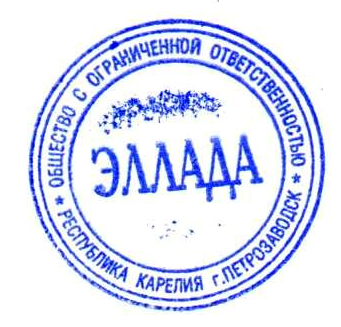 ОБЩЕСТВО С ОГРАНИЧЕННОЙ ОТВЕТСТВЕННОСТЬЮ
ЭЛЛАДА
* РЕСПУБЛИКА КАРЕЛИЯ г.ПЕТРОЗАВОДСК *